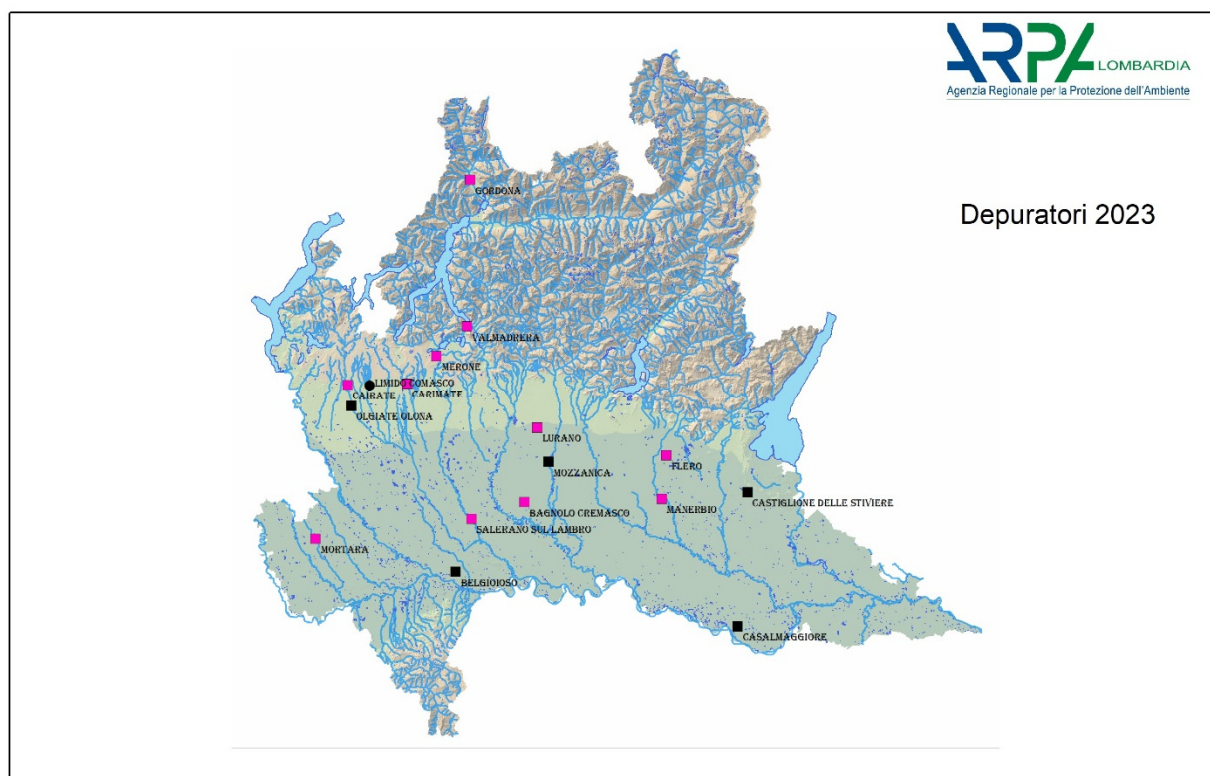 ARPA LOMBARDIA
Agenzia Regionale per la Protezione dell'Ambiente
Depuratori 2023
GORDONA
VALMADRERA
MERONE
LIMIDO COMASCO
CARIMATE
CAIRATE
OLGIATE OLONA
LURANO
MOZZANICA
FLERO
CASTIGLIONE DELLE STIVIERE
MANERBIO
BAGNOLO CREMASCO
SALERANO SUL LAMBRO
MORTARA
BELGIOIOSO
CASALMAGGIORE